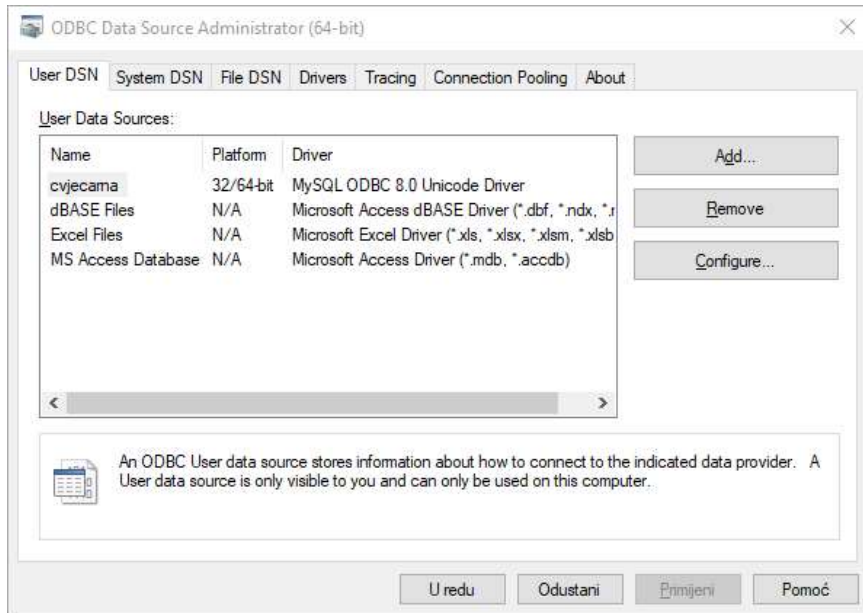 ODBC Data Source Administrator (64-bit)
User DSN System DSN File DSN Drivers Tracing Connection Pooling About
User Data Sources:
Name Platform Driver
cvjecarna 32/64-bit MySQL ODBC 8.0 Unicode Driver
dBASE Files N/A Microsoft Access dBASE Driver (*.dbf, *.ndx, *.r
Excel Files N/A Microsoft Excel Driver (*.xls, *.xlsx, *.xlsm, *.xlsb
MS Access Database N/A Microsoft Access Driver (*.mdb, *.accdb)
Add...
Remove
Configure...
An ODBC User data source stores information about how to connect to the indicated data provider. A
User data source is only visible to you and can only be used on this computer.
U redu Odustani Primijeni Pomoć